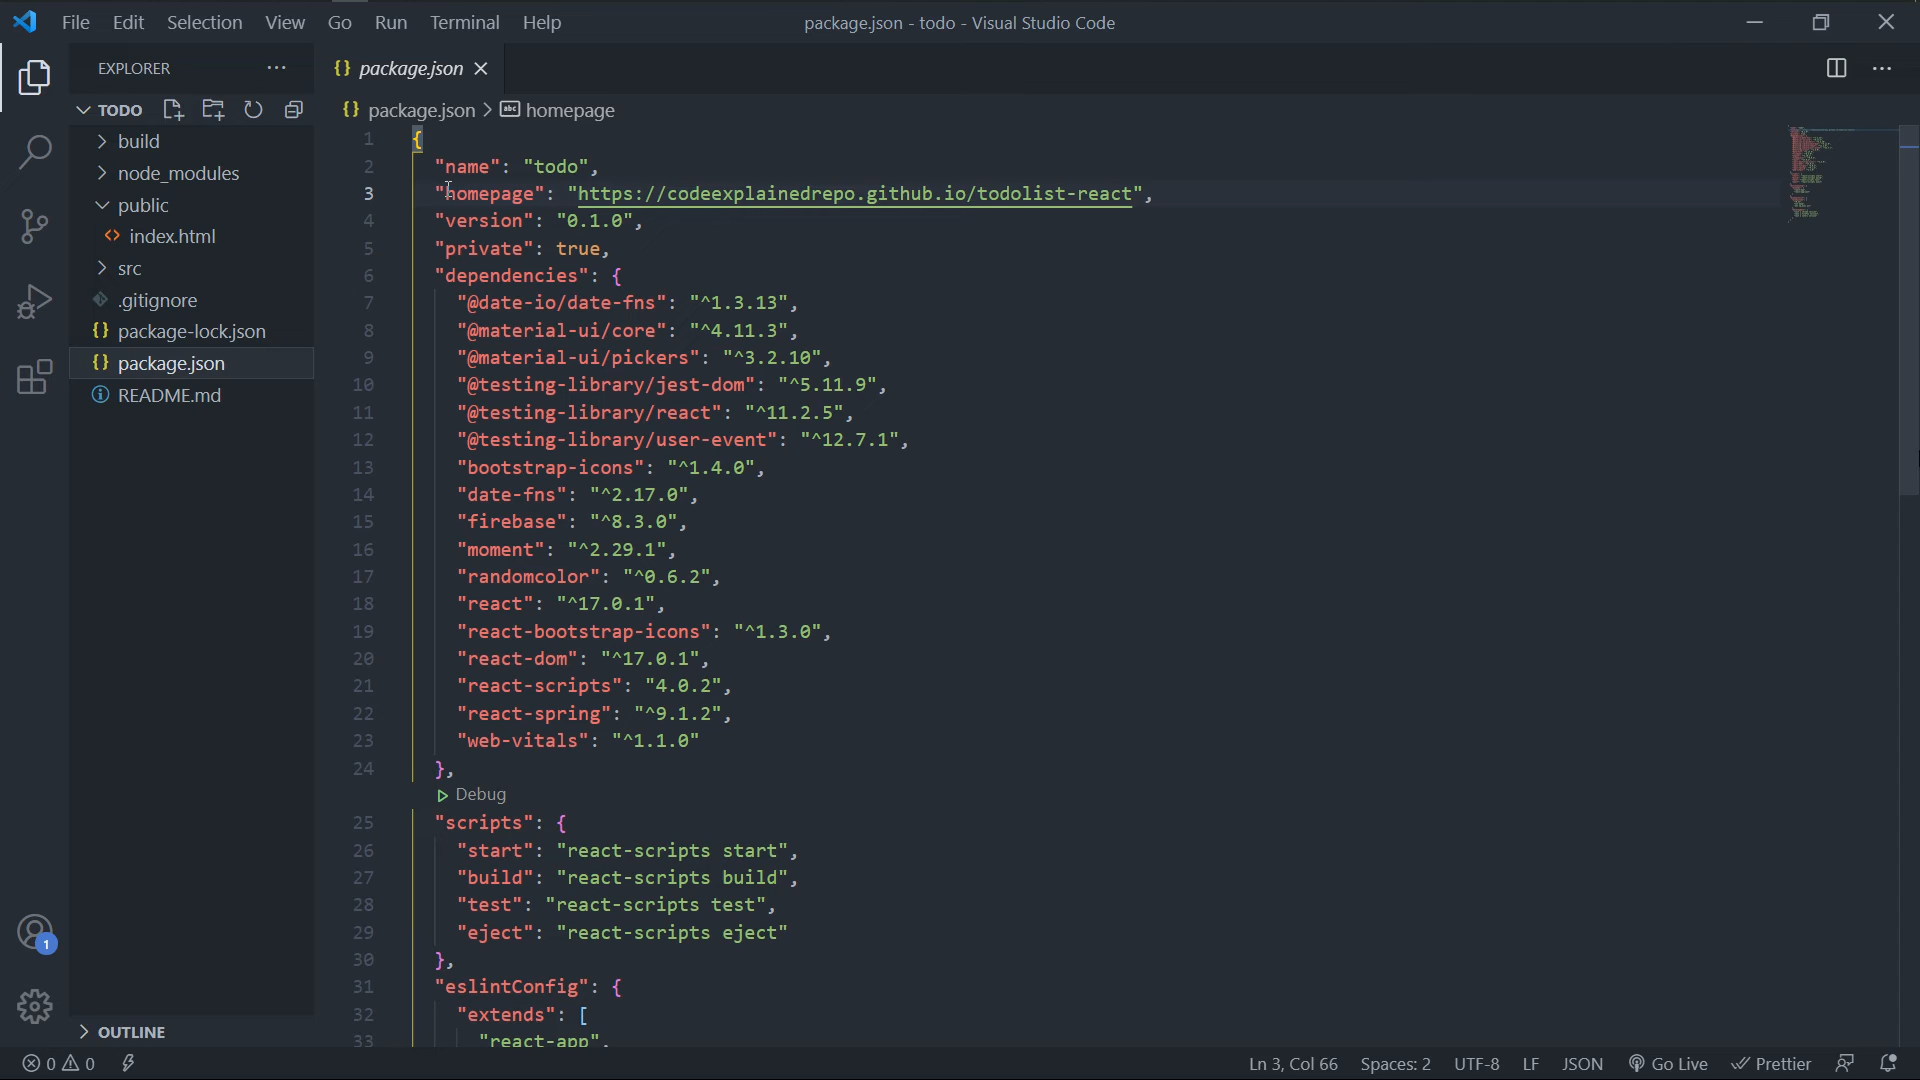 File Edit Selection View Go Run Terminal Help
package.json - todo - Visual Studio Code
EXPLORER
TODO
build
node_modules
public
index.html
src
.gitignore
package-lock.json
package.json
README.md
OUTLINE
1
package.json
package.json > homepage
1 {
2 "name": "todo",
3 "homepage": "https://codeexplainedrepo.github.io/todolist-react",
4 "version": "0.1.0",
5 "private": true,
6 "dependencies": {
7 "@date-io/date-fns": "^1.3.13",
8 "@material-ui/core": "^4.11.3",
9 "@material-ui/pickers": "^3.2.10",
10 "@testing-library/jest-dom": "^5.11.9",
11 "@testing-library/react": "^11.2.5",
12 "@testing-library/user-event": "^12.7.1",
13 "bootstrap-icons": "^1.4.0",
14 "date-fns": "^2.17.0",
15 "firebase": "^8.3.0",
16 "moment": "^2.29.1",
17 "randomcolor": "^0.6.2",
18 "react": "^17.0.1",
19 "react-bootstrap-icons": "^1.3.0",
20 "react-dom": "^17.0.1",
21 "react-scripts": "4.0.2",
22 "react-spring": "^9.1.2",
23 "web-vitals": "^1.1.0"
24 },
Debug
25 "scripts": {
26 "start": "react-scripts start",
27 "build": "react-scripts build",
28 "test": "react-scripts test",
29 "eject": "react-scripts eject"
30 },
31 "eslintConfig": {
32 "extends": [
33 "react-app",
0 0 Ln 3, Col 66 Spaces: 2 UTF-8 LF JSON Go Live Prettier